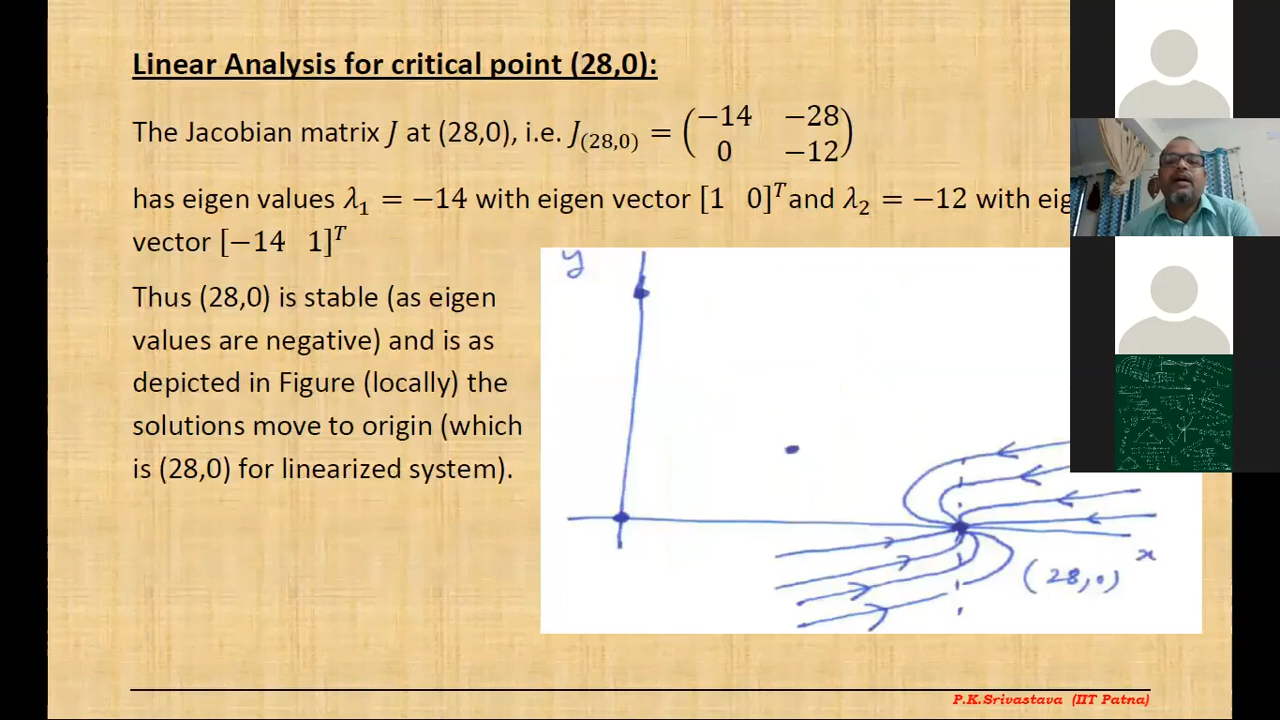 Linear Analysis for critical point (28,0):
The Jacobian matrix J at (28,0), i.e. J₍₂₈,₀₎ = (−14 −28
0 −12)
has eigen values λ₁ = −14 with eigen vector [1 0]ᵀ and λ₂ = −12 with eig
vector [−14 1]ᵀ
Thus (28,0) is stable (as eigen
values are negative) and is as
depicted in Figure (locally) the
solutions move to origin (which
is (28,0) for linearized system).
y
x
(28,0)
P.K.Srivastava (IIT Patna)